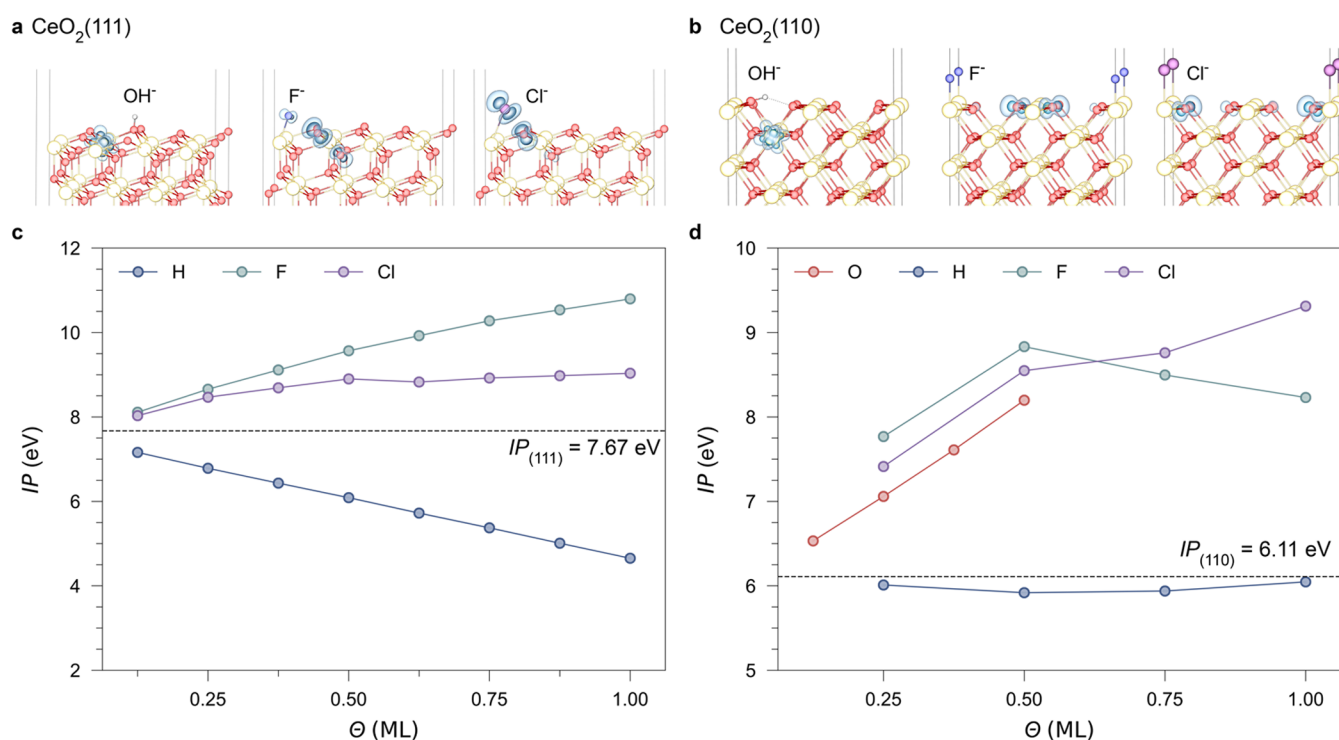 a CeO2(111)
OH-
F-
Cl-
b CeO2(110)
OH-
F-
Cl-
c
12
10
8
6
4
2
IP (eV)
H F Cl
IP(111) = 7.67 eV
0.25 0.50 0.75 1.00
Θ (ML)
d
10
9
8
7
6
5
IP (eV)
O H F Cl
IP(110) = 6.11 eV
0.25 0.50 0.75 1.00
Θ (ML)